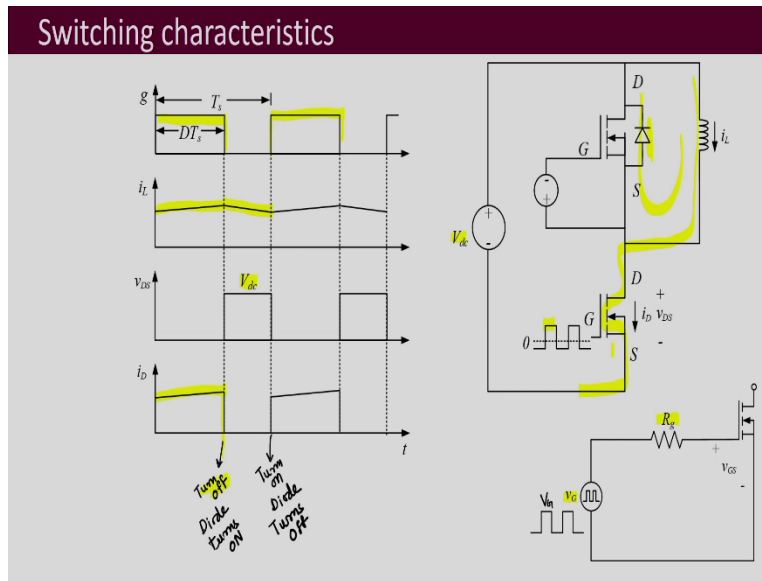 Switching characteristics
g
T_s
DT_s
i_L
v_DS
V_dc
i_D
t
Turn off
Diode turns ON
Turn on
Diode Turns Off
D
G
S
i_L
+
-
V_dc
+
-
D
G
S
0
+
i_D v_DS
-
R_g
+
v_GS
-
v_G
V_G